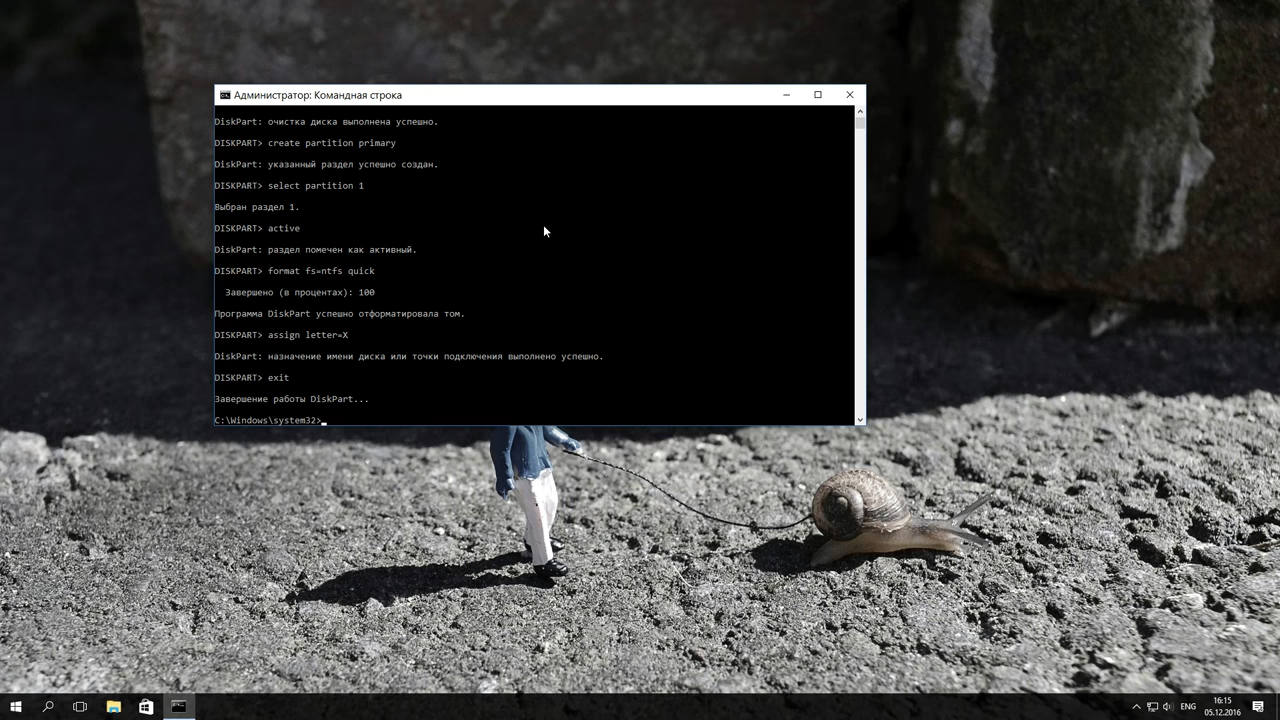 Администратор: Командная строка
DiskPart: очистка диска выполнена успешно.
DISKPART> create partition primary
DiskPart: указанный раздел успешно создан.
DISKPART> select partition 1
Выбран раздел 1.
DISKPART> active
DiskPart: раздел помечен как активный.
DISKPART> format fs=ntfs quick
Завершено (в процентах): 100
Программа DiskPart успешно отформатировала том.
DISKPART> assign letter=X
DiskPart: назначение имени диска или точки подключения выполнено успешно.
DISKPART> exit
Завершение работы DiskPart...
C:\Windows\system32>
ENG
16:15
05.12.2016